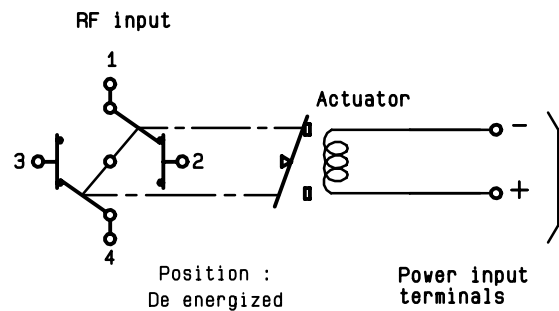 RF input
1
Actuator
−
3
2
+
4
Position :
De energized
Power input
terminals